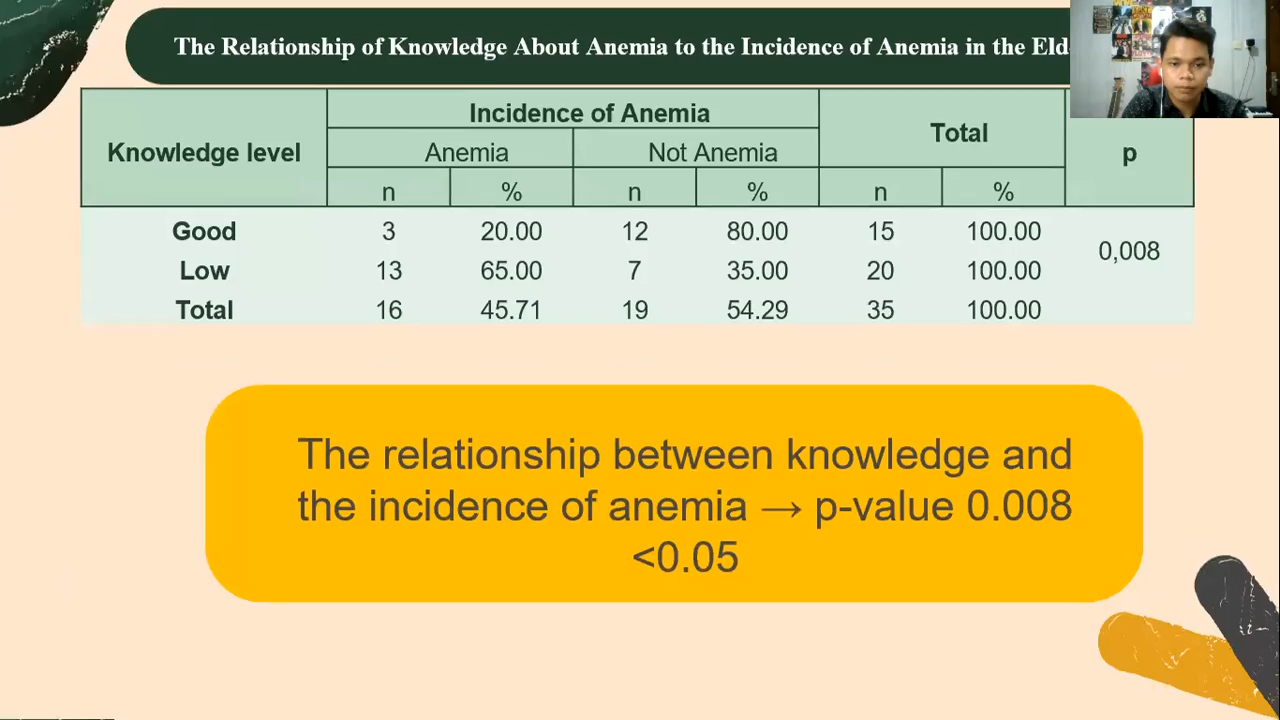 The Relationship of Knowledge About Anemia to the Incidence of Anemia in the
Knowledge level Incidence of Anemia Total p
Anemia Not Anemia
n % n % n %
Good 3 20.00 12 80.00 15 100.00 0,008
Low 13 65.00 7 35.00 20 100.00
Total 16 45.71 19 54.29 35 100.00
The relationship between knowledge and
the incidence of anemia → p-value 0.008
<0.05